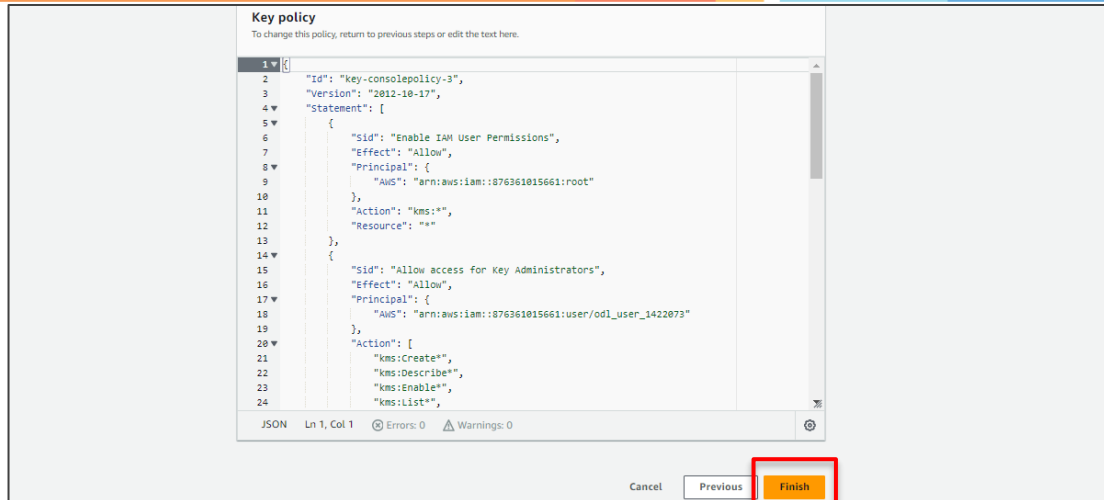 Key policy
To change this policy, return to previous steps or edit the text here.
1 {
2 "Id": "key-consolepolicy-3",
3 "Version": "2012-10-17",
4 "Statement": [
5 {
6 "Sid": "Enable IAM User Permissions",
7 "Effect": "Allow",
8 "Principal": {
9 "AWS": "arn:aws:iam::876361015661:root"
10 },
11 "Action": "kms:*",
12 "Resource": "*"
13 },
14 {
15 "Sid": "Allow access for Key Administrators",
16 "Effect": "Allow",
17 "Principal": {
18 "AWS": "arn:aws:iam::876361015661:user/odl_user_1422073"
19 },
20 "Action": [
21 "kms:Create*",
22 "kms:Describe*",
23 "kms:Enable*",
24 "kms:List*",
JSON Ln 1, Col 1 Errors: 0 Warnings: 0
Cancel Previous Finish